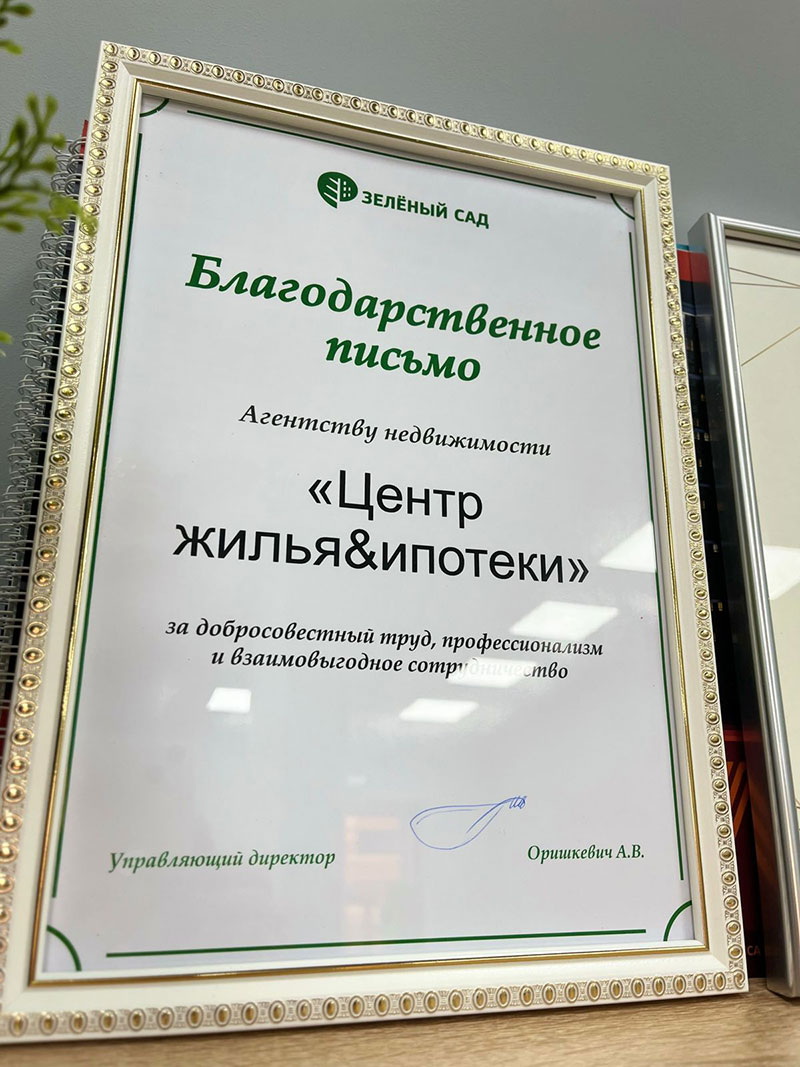 ЗЕЛЁНЫЙ САД
Благодарственное
письмо
Агентству недвижимости
«Центр
жилья&ипотеки»
за добросовестный труд, профессионализм
и взаимовыгодное сотрудничество
Управляющий директор
Оришкевич А.В.